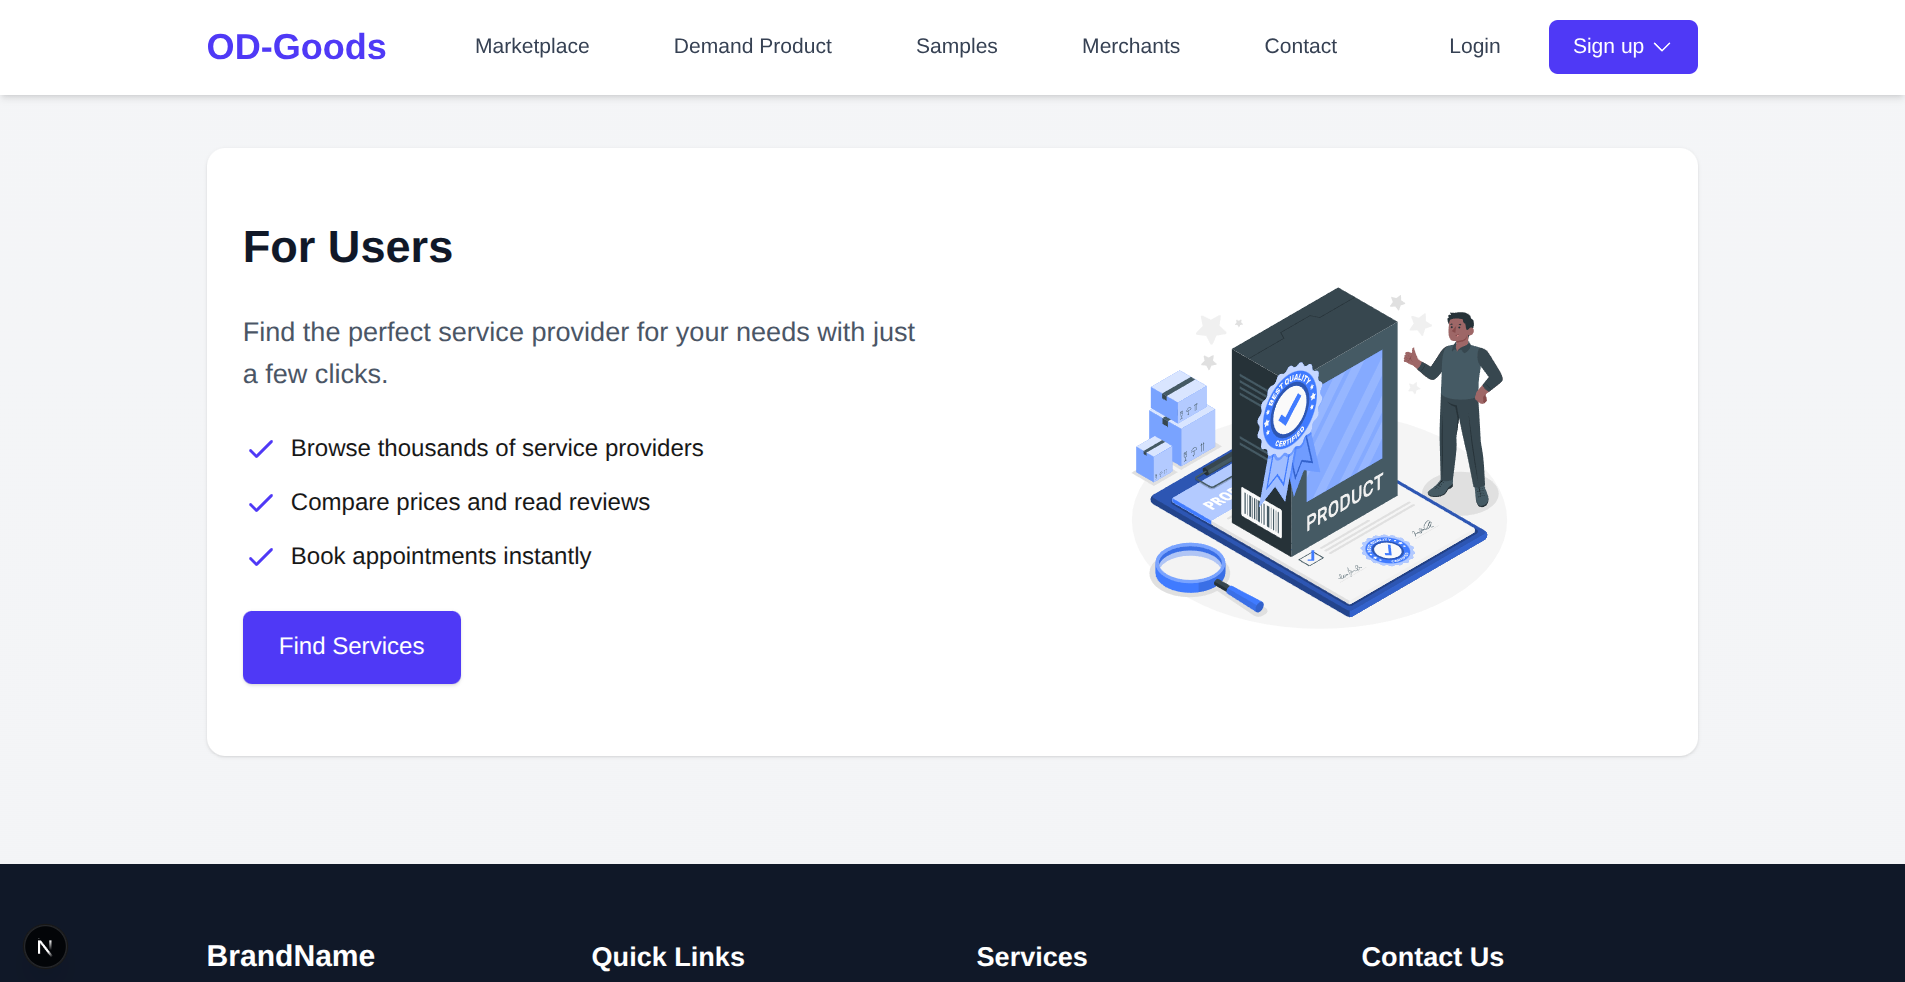 OD-Goods
Marketplace
Demand Product
Samples
Merchants
Contact
Login
Sign up
For Users
Find the perfect service provider for your needs with just
a few clicks.
Browse thousands of service providers
Compare prices and read reviews
Book appointments instantly
Find Services
BEST QUALITY
CERTIFIED
PRODUCT
BrandName
Quick Links
Services
Contact Us